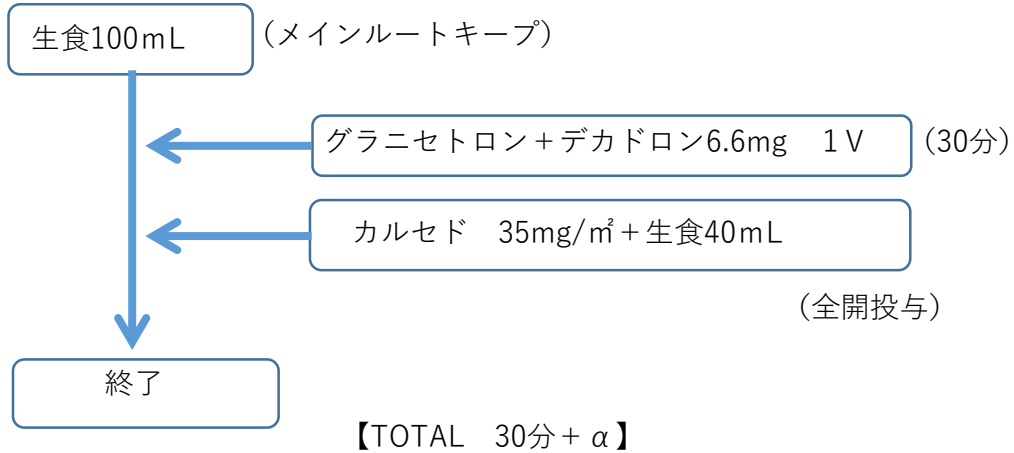 生食100mL (メインルートキープ)
グラニセトロン+デカドロン6.6mg 1V (30分)
カルセド 35mg/㎡+生食40mL
(全開投与)
終了
【TOTAL 30分+α】